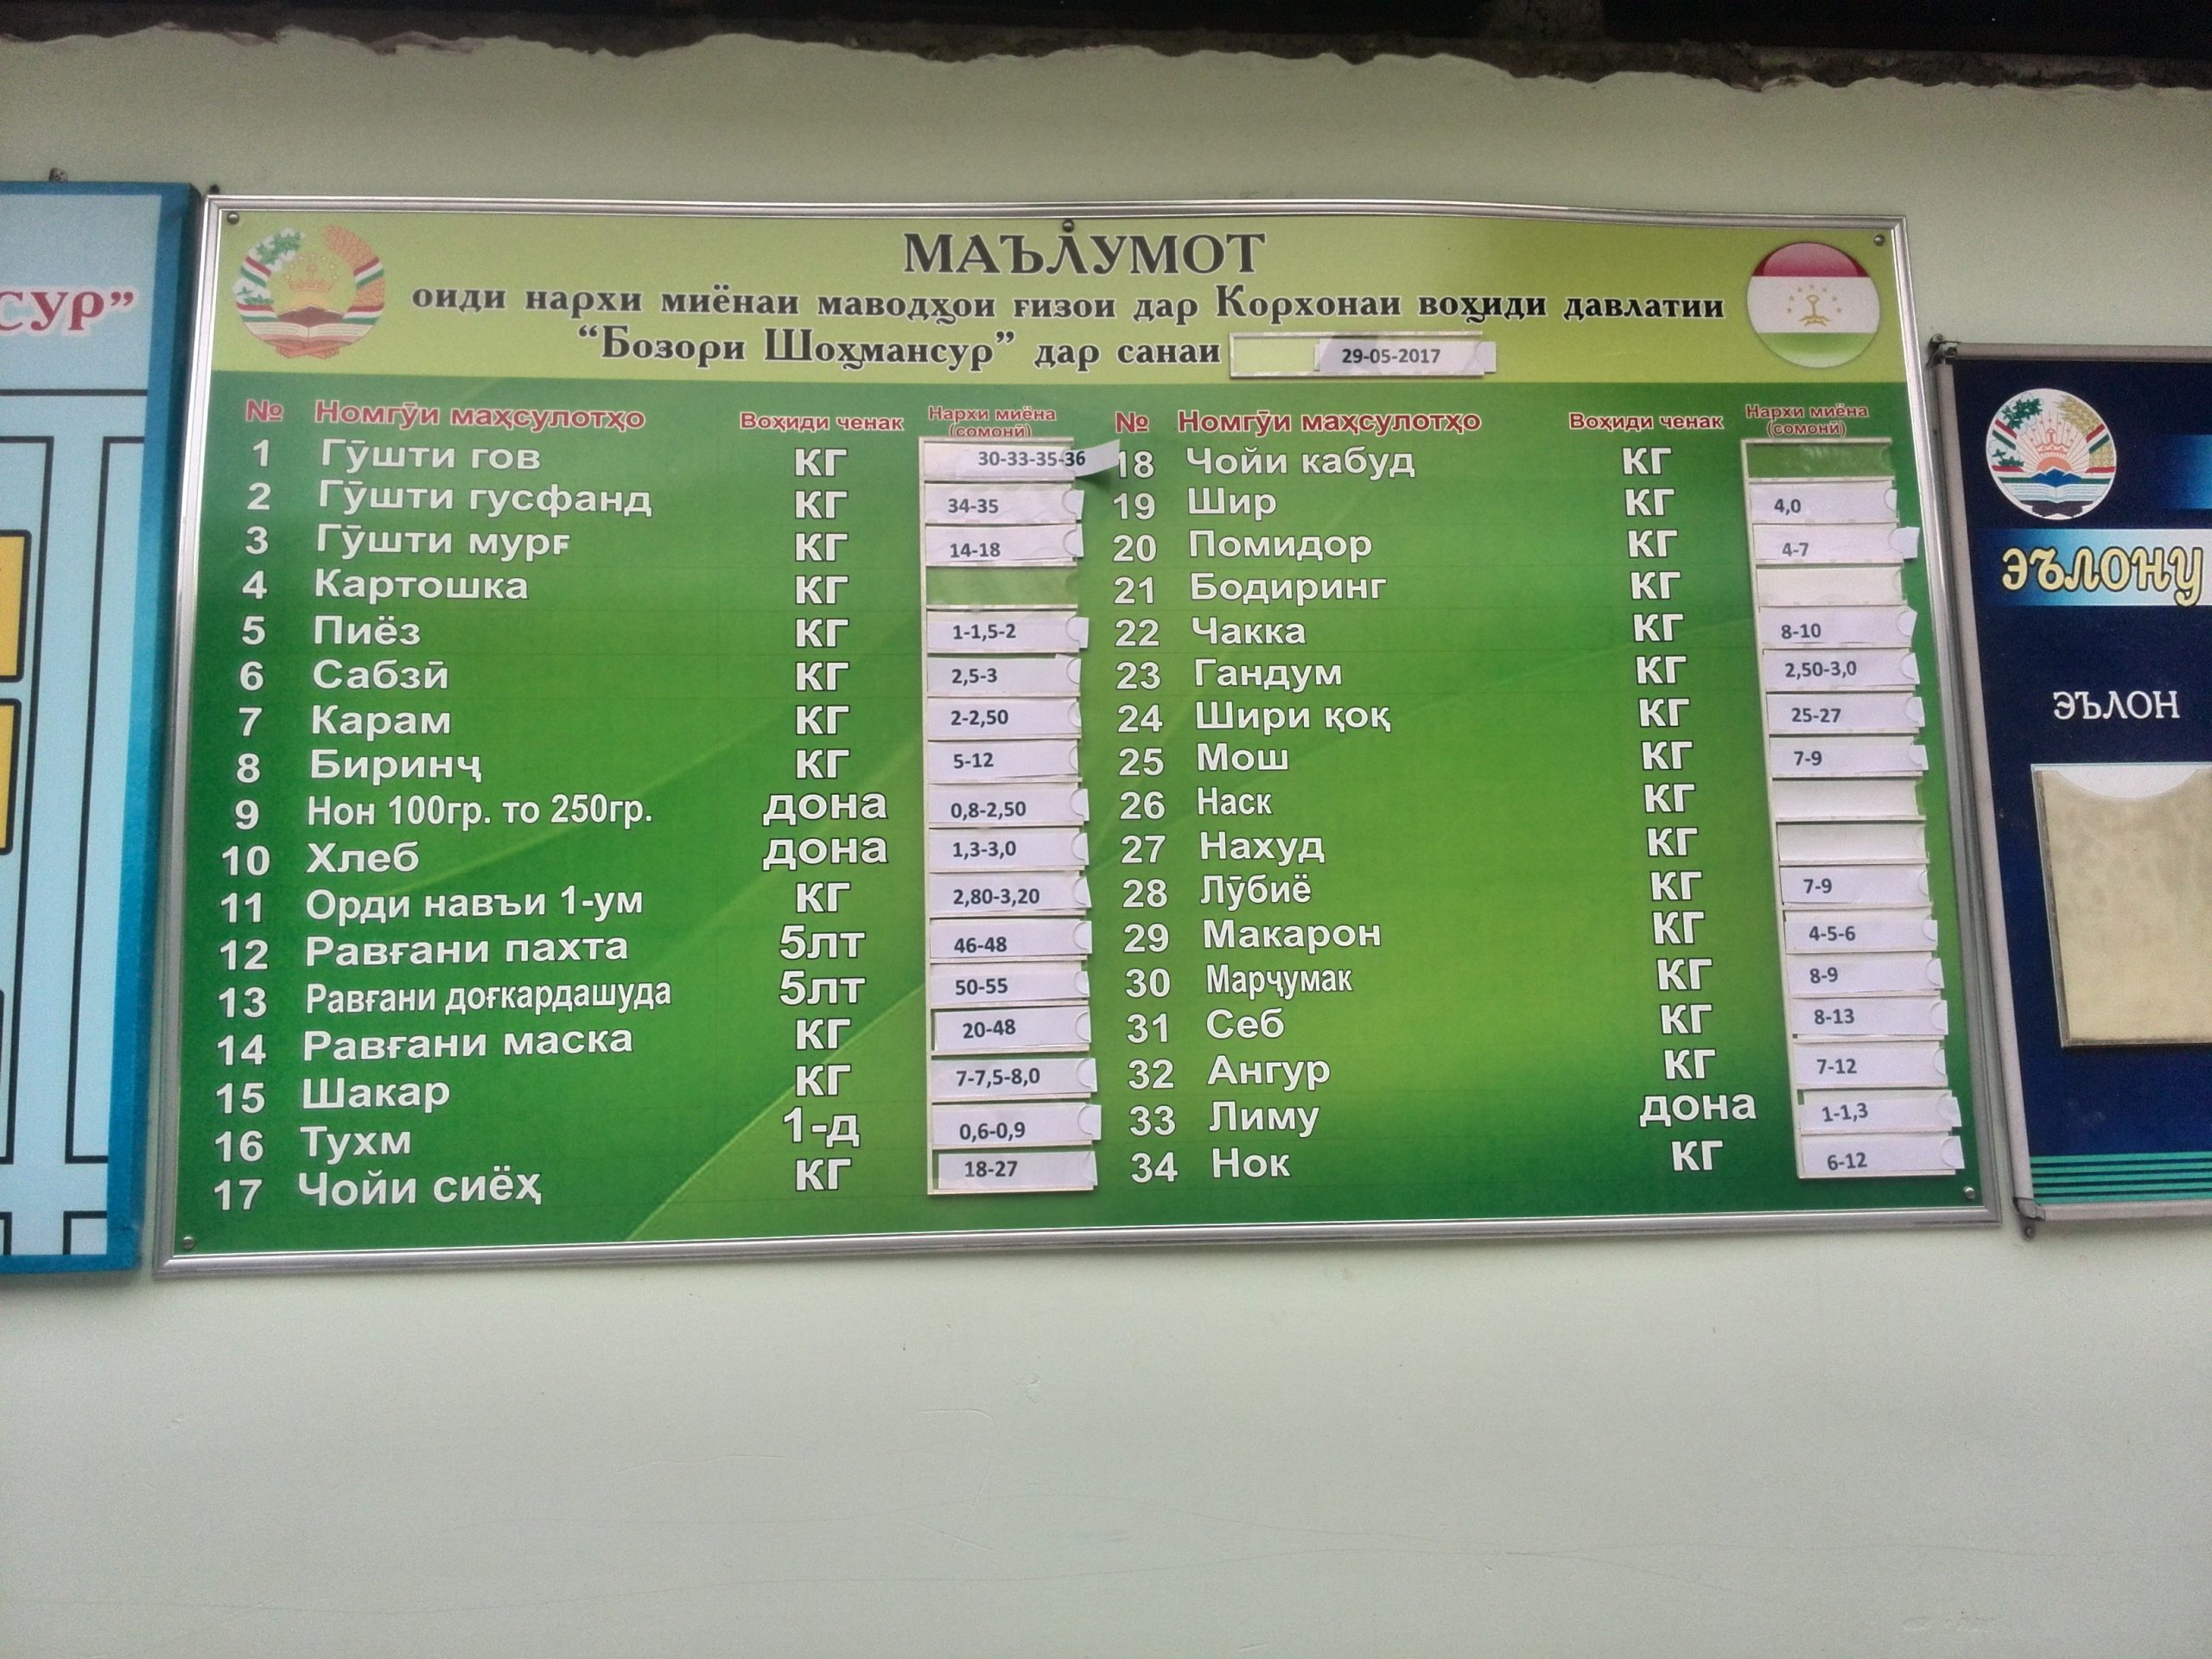 СУР”
МАЪЛУМОТ
оиди нархи миёнаи маводҳои ғизои дар Корхонаи воҳиди давлатии
“Бозори Шоҳмансур” дар санаи 29-05-2017
№ Номгӯи маҳсулотҳо Воҳиди ченак Нархи миёна (сомонӣ)
1 Гӯшти гов КГ 30-33-35-36
2 Гӯшти гусфанд КГ 34-35
3 Гӯшти мурғ КГ 14-18
4 Картошка КГ
5 Пиёз КГ 1-1,5-2
6 Сабзӣ КГ 2,5-3
7 Карам КГ 2-2,50
8 Биринҷ КГ 5-12
9 Нон 100гр. то 250гр. дона 0,8-2,50
10 Хлеб дона 1,3-3,0
11 Орди навъи 1-ум КГ 2,80-3,20
12 Равғани пахта 5лт 46-48
13 Равғани доғкардашуда 5лт 50-55
14 Равғани маска КГ 20-48
15 Шакар КГ 7-7,5-8,0
16 Тухм 1-д 0,6-0,9
17 Чойи сиёҳ КГ 18-27
№ Номгӯи маҳсулотҳо Воҳиди ченак Нархи миёна (сомонӣ)
18 Чойи кабуд КГ
19 Шир КГ 4,0
20 Помидор КГ 4-7
21 Бодиринг КГ
22 Чакка КГ 8-10
23 Гандум КГ 2,50-3,0
24 Шири қоқ КГ 25-27
25 Мош КГ 7-9
26 Наск КГ
27 Нахуд КГ
28 Лӯбиё КГ 7-9
29 Макарон КГ 4-5-6
30 Марҷумак КГ 8-9
31 Себ КГ 8-13
32 Ангур КГ 7-12
33 Лиму дона 1-1,3
34 Нок КГ 6-12
ЭЪЛОНУ
ЭЪЛОН